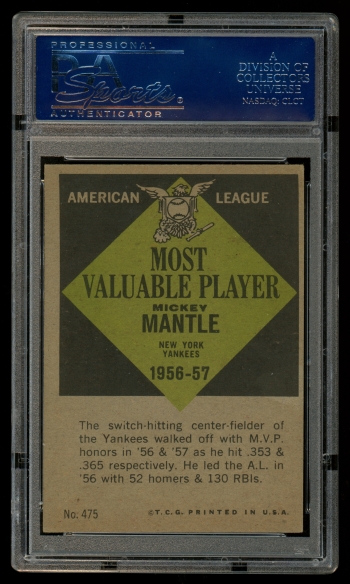 PROFESSIONAL
PSA
Sports ®
AUTHENTICATOR
A
DIVISION OF
COLLECTORS
UNIVERSE
NASDAQ: CLCT
AMERICAN LEAGUE
MOST
VALUABLE PLAYER
MICKEY
MANTLE
NEW YORK
YANKEES
1956-57
The switch-hitting center-fielder of
the Yankees walked off with M.V.P.
honors in '56 & '57 as he hit .353 &
.365 respectively. He led the A.L. in
'56 with 52 homers & 130 RBIs.
No. 475
© T.C.G. PRINTED IN U.S.A.